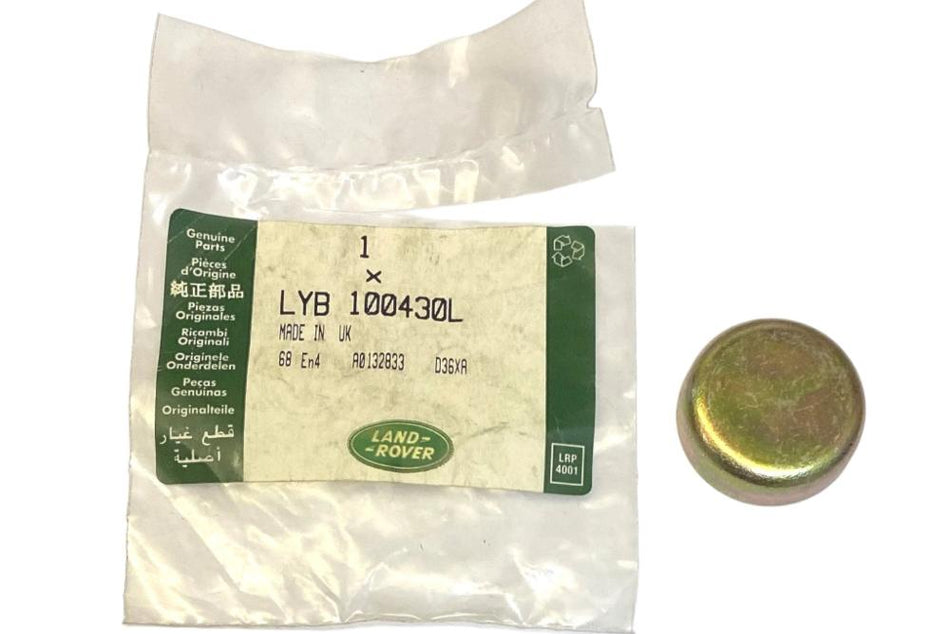 Genuine
Parts
Pièces
d'Origine
純正部品
Piezas
Originales
Ricambi
Originali
Originele
Onderdelen
Peças
Genuinas
Originalteile
قطع غيار
أصلية
1
x
LYB 100430L
MADE IN UK
68 En4 A0132833 D36XA
LAND-
-ROVER
LRP
4001